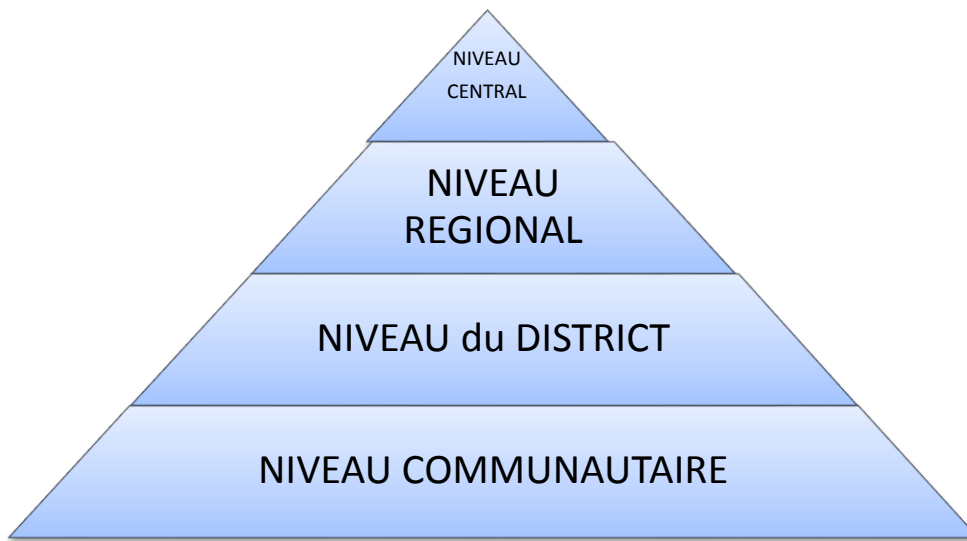 NIVEAU
CENTRAL
NIVEAU
REGIONAL
NIVEAU du DISTRICT
NIVEAU COMMUNAUTAIRE